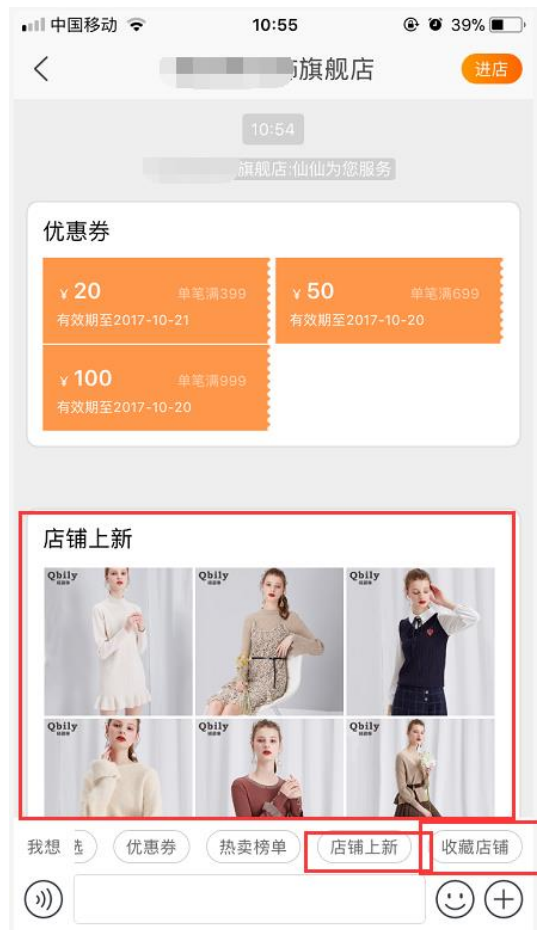 中国移动 10:55 39%
旗舰店 进店
10:54
旗舰店:仙仙为您服务
优惠券
¥ 20 单笔满399
有效期至2017-10-21
¥ 50 单笔满699
有效期至2017-10-20
¥ 100 单笔满999
有效期至2017-10-20
店铺上新
Qbily
Qbily
Qbily
Qbily
Qbily
Qbily
我想 优惠券 热卖榜单 店铺上新 收藏店铺